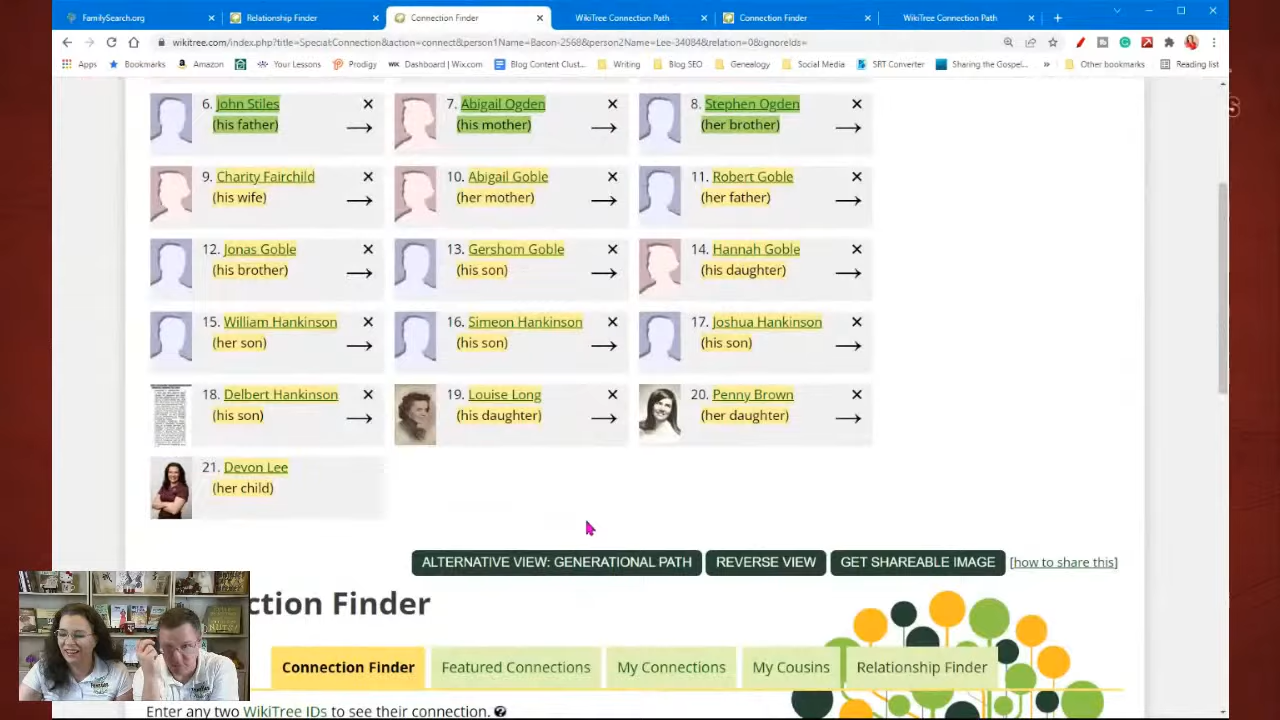 FamilySearch.org Relationship Finder Connection Finder WikiTree Connection Path Connection Finder WikiTree Connection Path
wikitree.com/index.php?title=Special:Connection&action=connect&person1Name=Bacon-2568&person2Name=Lee-34084&relation=0&ignoreIds=
Apps Bookmarks Amazon Your Lessons Prodigy Dashboard | Wix.com Blog Content Clust... Writing Blog SEO Genealogy Social Media SRT Converter Sharing the Gospel... » Other bookmarks Reading list
6. John Stiles 7. Abigail Ogden 8. Stephen Ogden
(his father) → (his mother) → (her brother) →
9. Charity Fairchild 10. Abigail Goble 11. Robert Goble
(his wife) → (her mother) → (her father) →
12. Jonas Goble 13. Gershom Goble 14. Hannah Goble
(his brother) → (his son) → (his daughter) →
15. William Hankinson 16. Simeon Hankinson 17. Joshua Hankinson
(her son) → (his son) → (his son) →
18. Delbert Hankinson 19. Louise Long 20. Penny Brown
(his son) → (his daughter) → (her daughter) →
21. Devon Lee
(her child)
ALTERNATIVE VIEW: GENERATIONAL PATH REVERSE VIEW GET SHAREABLE IMAGE [how to share this]
ction Finder
Connection Finder Featured Connections My Connections My Cousins Relationship Finder
Enter any two WikiTree IDs to see their connection.